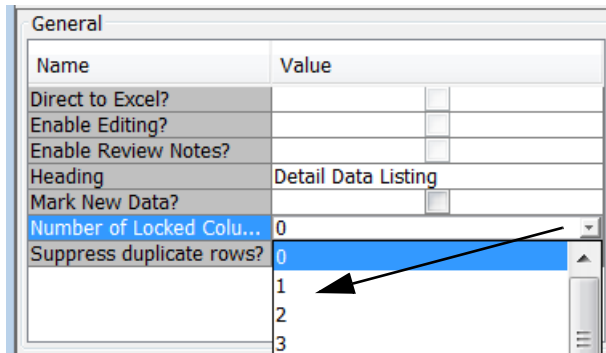 General
Name Value
Direct to Excel?
Enable Editing?
Enable Review Notes?
Heading Detail Data Listing
Mark New Data?
Number of Locked Colu... 0
Suppress duplicate rows? 0
1
2
3